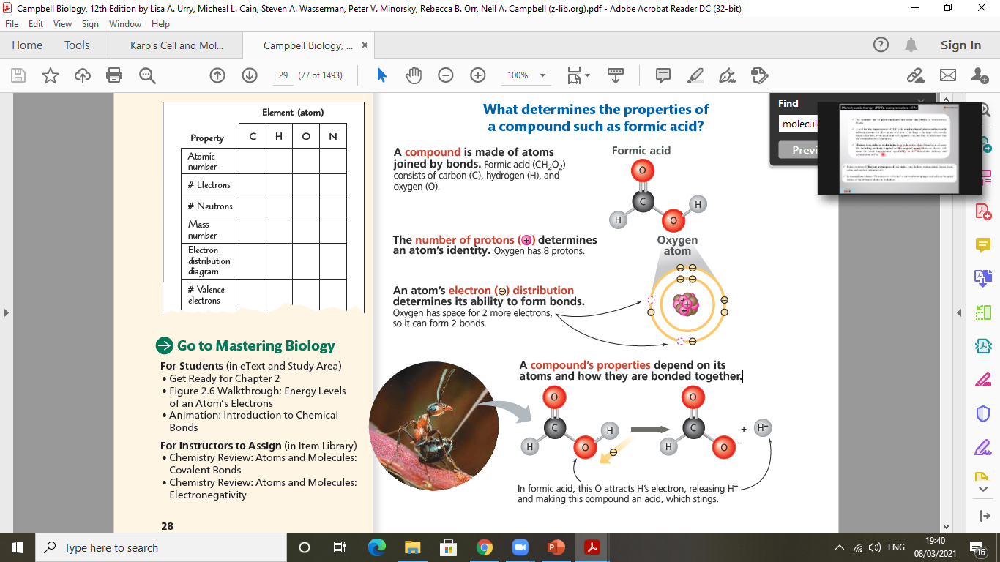 Campbell Biology, 12th Edition by Lisa A. Urry, Micheal L. Cain, Steven A. Wasserman, Peter V. Minorsky, Rebecca B. Orr, Neil A. Campbell (z-lib.org).pdf - Adobe Acrobat Reader DC (32-bit)
File Edit View Sign Window Help
Home Tools Karp's Cell and Mol... Campbell Biology, ... × ? Sign In
29 (77 of 1493) 100%
Element (atom)
Property C H O N
Atomic
number
# Electrons
# Neutrons
Mass
number
Electron
distribution
diagram
# Valence
electrons
Go to Mastering Biology
For Students (in eText and Study Area)
• Get Ready for Chapter 2
• Figure 2.6 Walkthrough: Energy Levels
of an Atom's Electrons
• Animation: Introduction to Chemical
Bonds
For Instructors to Assign (in Item Library)
• Chemistry Review: Atoms and Molecules:
Covalent Bonds
• Chemistry Review: Atoms and Molecules:
Electronegativity
28
What determines the properties of
a compound such as formic acid?
A compound is made of atoms
joined by bonds. Formic acid (CH₂O₂)
consists of carbon (C), hydrogen (H), and
oxygen (O).
Formic acid
O
C
H
O
H
The number of protons (+) determines
an atom's identity. Oxygen has 8 protons.
Oxygen
atom
An atom's electron (–) distribution
determines its ability to form bonds.
Oxygen has space for 2 more electrons,
so it can form 2 bonds.
A compound's properties depend on its
atoms and how they are bonded together.
O
C
H
O
H
O
C
H
O –
+ H⁺
In formic acid, this O attracts H's electron, releasing H⁺
and making this compound an acid, which stings.
Find
molecul
Previ
Type here to search
ENG
19:40
08/03/2021
16